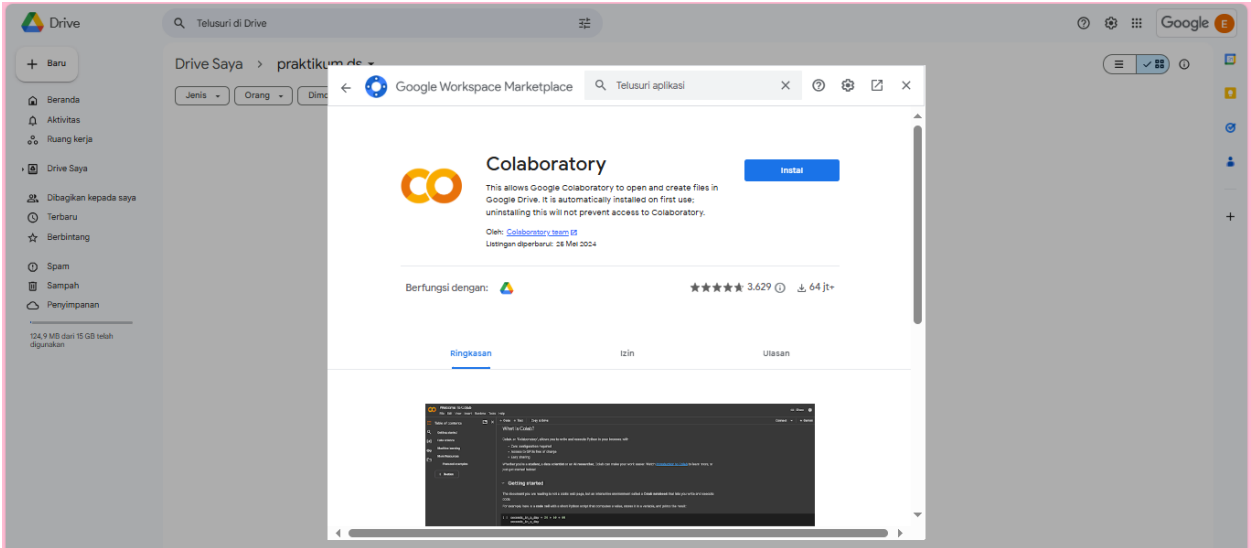 Drive
Telusuri di Drive
Google
E
Baru
Drive Saya > praktikum ds
Jenis
Orang
Beranda
Aktivitas
Ruang kerja
Drive Saya
Dibagikan kepada saya
Terbaru
Berbintang
Spam
Sampah
Penyimpanan
124,9 MB dari 15 GB telah
digunakan
Google Workspace Marketplace
Telusuri aplikasi
Colaboratory
Instal
This allows Google Colaboratory to open and create files in
Google Drive. It is automatically installed on first use;
uninstalling this will not prevent access to Colaboratory.
Oleh: Colaboratory team
Listingan diperbarui: 28 Mei 2024
Berfungsi dengan:
3.629
64 jt+
Ringkasan
Izin
Ulasan
What is Colab?
Getting started